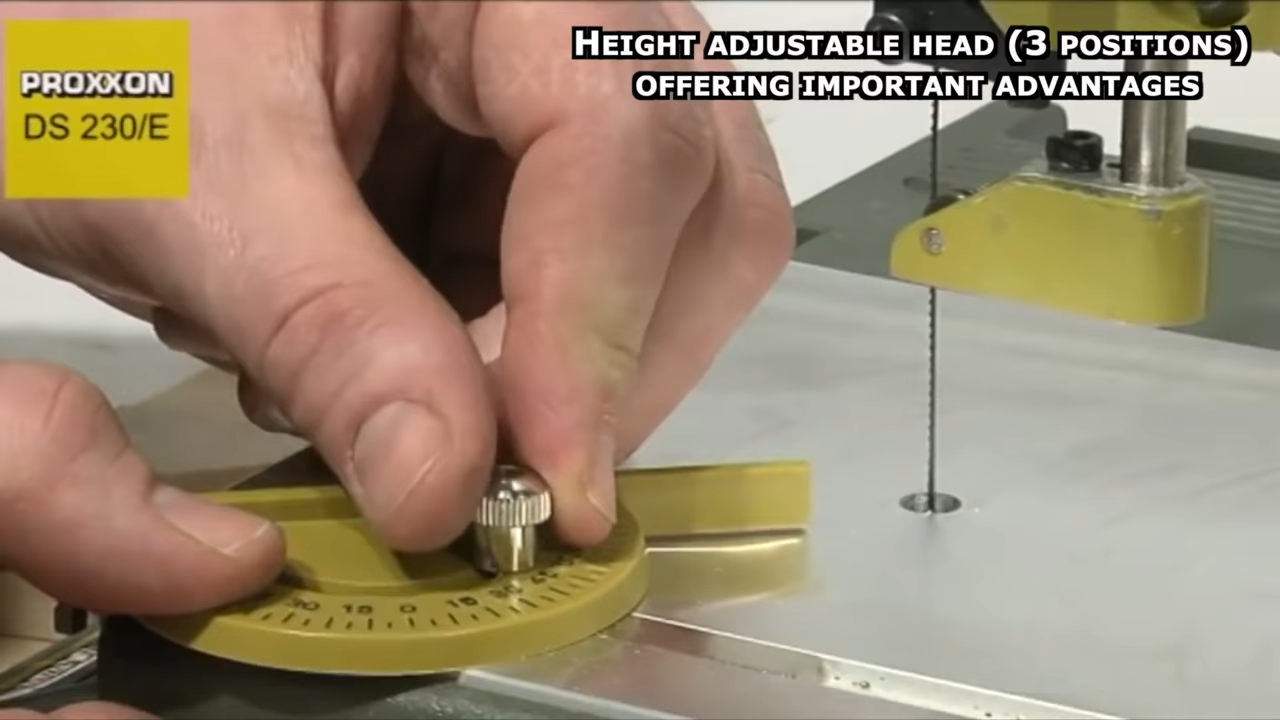 PROXXON
DS 230/E
HEIGHT ADJUSTABLE HEAD (3 POSITIONS)
OFFERING IMPORTANT ADVANTAGES
30 15 0 15 30 45